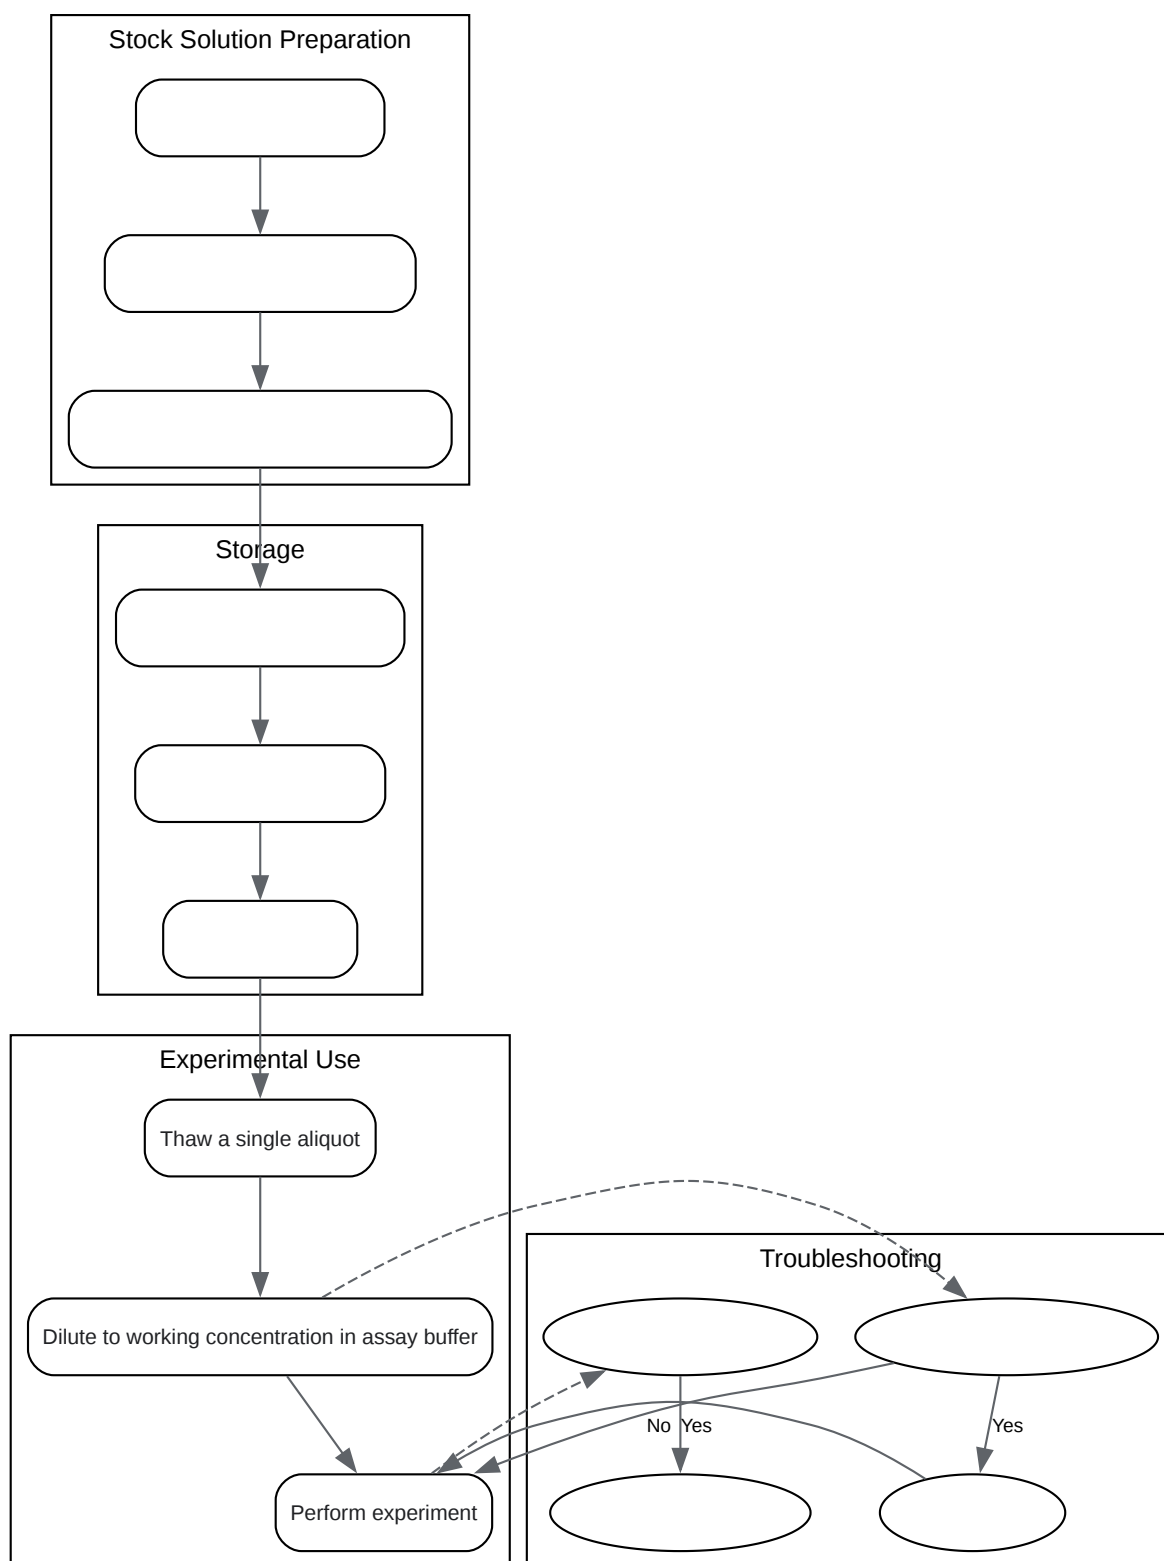 Stock Solution Preparation
Storage
Experimental Use
Thaw a single aliquot
Troubleshooting
Dilute to working concentration in assay buffer
No
Yes
Yes
Perform experiment